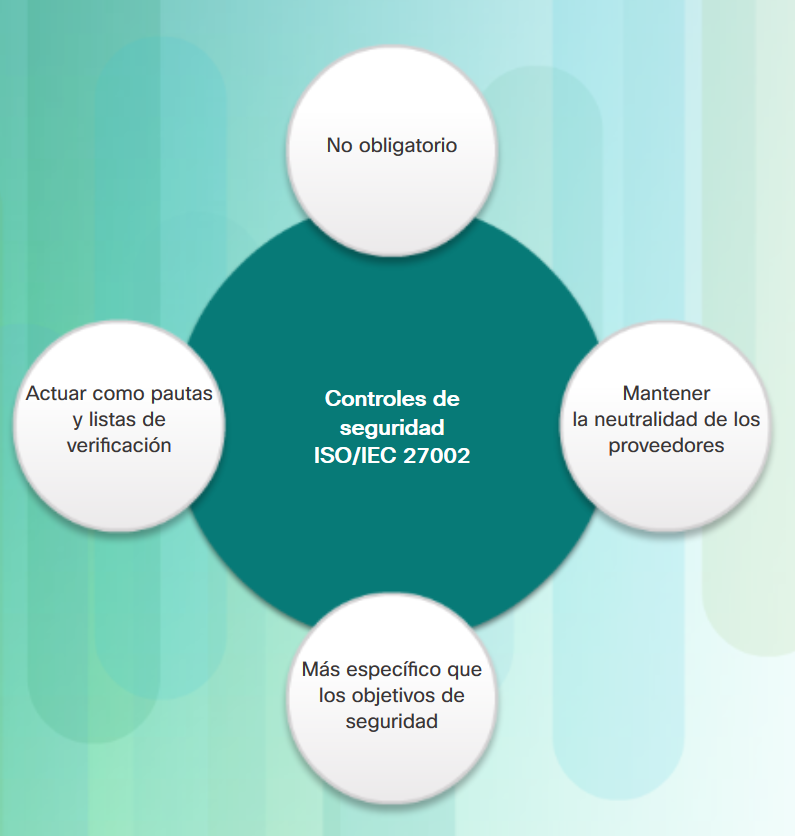 No obligatorio
Actuar como pautas
y listas de
verificación
Controles de
seguridad
ISO/IEC 27002
Mantener
la neutralidad de los
proveedores
Más específico que
los objetivos de
seguridad